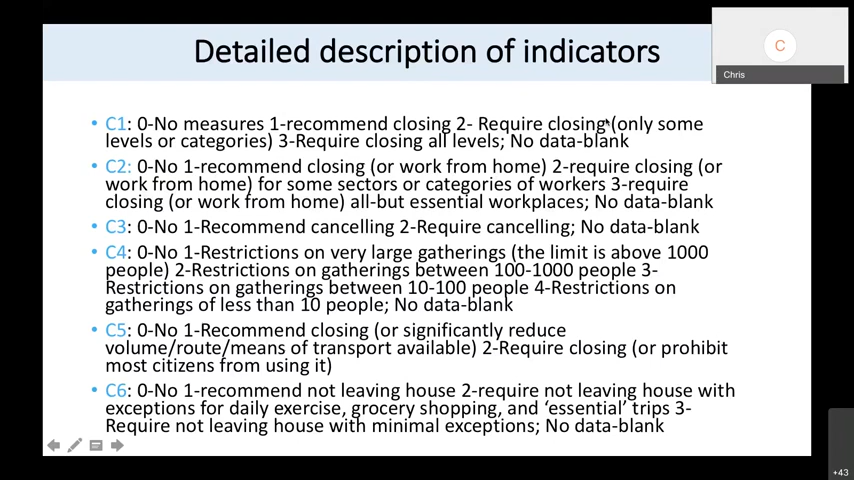 Detailed description of indicators
C
Chris
• C1: 0-No measures 1-recommend closing 2- Require closing (only some
levels or categories) 3-Require closing all levels; No data-blank
• C2: 0-No 1-recommend closing (or work from home) 2-require closing (or
work from home) for some sectors or categories of workers 3-require
closing (or work from home) all-but essential workplaces; No data-blank
• C3: 0-No 1-Recommend cancelling 2-Require cancelling; No data-blank
• C4: 0-No 1-Restrictions on very large gatherings (the limit is above 1000
people) 2-Restrictions on gatherings between 100-1000 people 3-
Restrictions on gatherings between 10-100 people 4-Restrictions on
gatherings of less than 10 people; No data-blank
• C5: 0-No 1-Recommend closing (or significantly reduce
volume/route/means of transport available) 2-Require closing (or prohibit
most citizens from using it)
• C6: 0-No 1-recommend not leaving house 2-require not leaving house with
exceptions for daily exercise, grocery shopping, and ‘essential’ trips 3-
Require not leaving house with minimal exceptions; No data-blank
+43